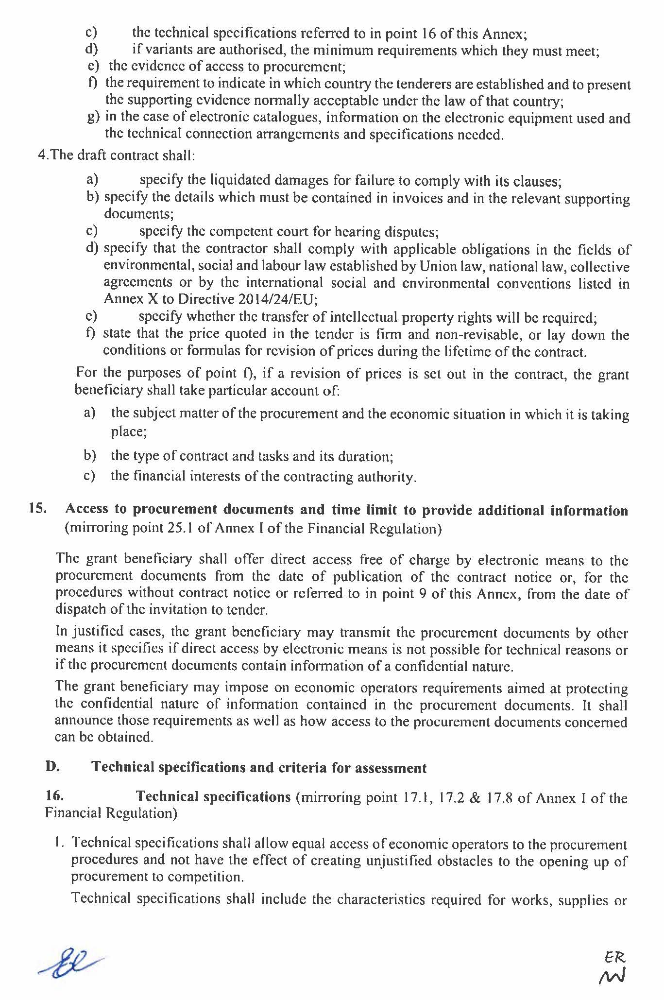 c) the technical specifications referred to in point 16 of this Annex;
d) if variants are authorised, the minimum requirements which they must meet;
e) the evidence of access to procurement;
f) the requirement to indicate in which country the tenderers are established and to present
the supporting evidence normally acceptable under the law of that country;
g) in the case of electronic catalogues, information on the electronic equipment used and
the technical connection arrangements and specifications needed.
4.The draft contract shall:
a) specify the liquidated damages for failure to comply with its clauses;
b) specify the details which must be contained in invoices and in the relevant supporting
documents;
c) specify the competent court for hearing disputes;
d) specify that the contractor shall comply with applicable obligations in the fields of
environmental, social and labour law established by Union law, national law, collective
agreements or by the international social and environmental conventions listed in
Annex X to Directive 2014/24/EU;
e) specify whether the transfer of intellectual property rights will be required;
f) state that the price quoted in the tender is firm and non-revisable, or lay down the
conditions or formulas for revision of prices during the lifetime of the contract.
For the purposes of point f), if a revision of prices is set out in the contract, the grant
beneficiary shall take particular account of:
a) the subject matter of the procurement and the economic situation in which it is taking
place;
b) the type of contract and tasks and its duration;
c) the financial interests of the contracting authority.
15. Access to procurement documents and time limit to provide additional information
(mirroring point 25.1 of Annex I of the Financial Regulation)
The grant beneficiary shall offer direct access free of charge by electronic means to the
procurement documents from the date of publication of the contract notice or, for the
procedures without contract notice or referred to in point 9 of this Annex, from the date of
dispatch of the invitation to tender.
In justified cases, the grant beneficiary may transmit the procurement documents by other
means it specifies if direct access by electronic means is not possible for technical reasons or
if the procurement documents contain information of a confidential nature.
The grant beneficiary may impose on economic operators requirements aimed at protecting
the confidential nature of information contained in the procurement documents. It shall
announce those requirements as well as how access to the procurement documents concerned
can be obtained.
D. Technical specifications and criteria for assessment
16. Technical specifications (mirroring point 17.1, 17.2 & 17.8 of Annex I of the
Financial Regulation)
1. Technical specifications shall allow equal access of economic operators to the procurement
procedures and not have the effect of creating unjustified obstacles to the opening up of
procurement to competition.
Technical specifications shall include the characteristics required for works, supplies or
ER